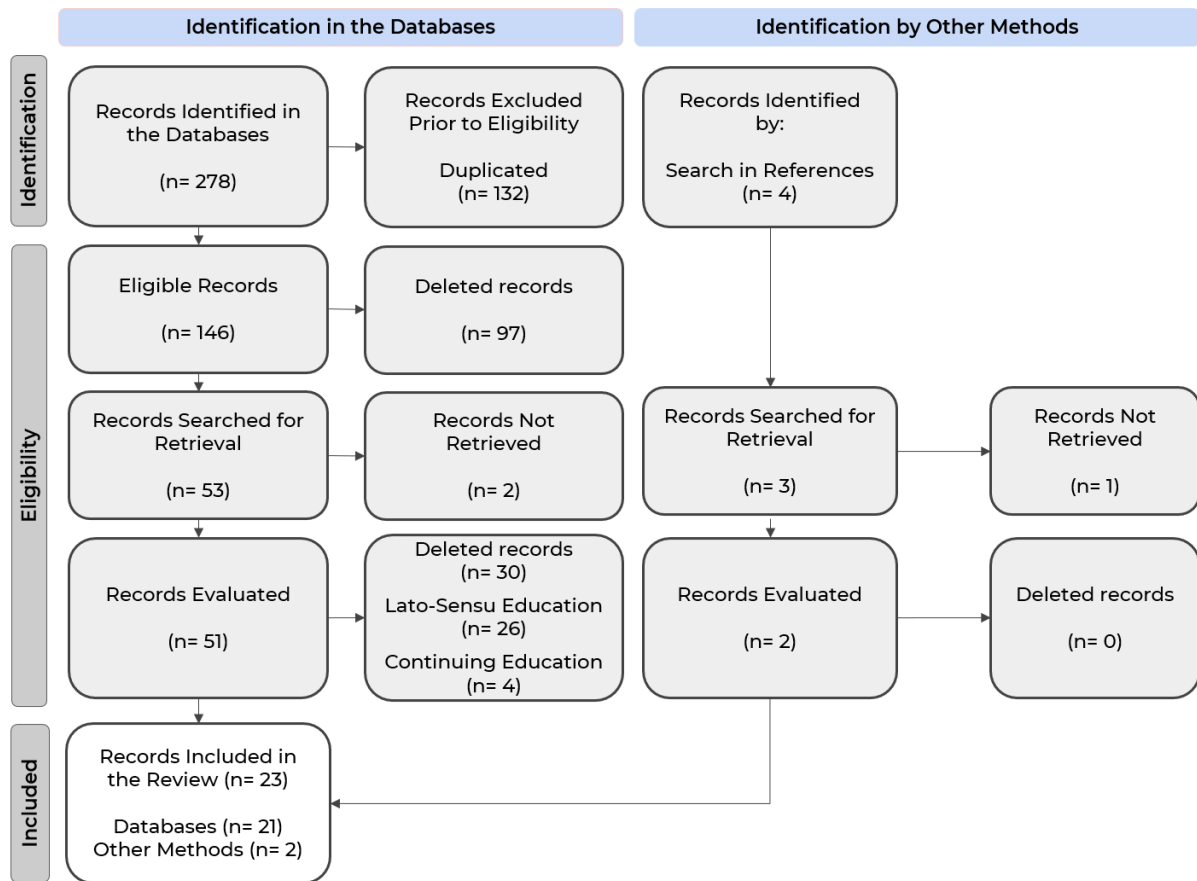 Identification in the Databases
Identification by Other Methods
Identification
Records Identified in
the Databases
(n= 278)
Records Excluded
Prior to Eligibility
Duplicated
(n= 132)
Records Identified
by:
Search in References
(n= 4)
Eligibility
Eligible Records
(n= 146)
Deleted records
(n= 97)
Records Searched for
Retrieval
(n= 53)
Records Not
Retrieved
(n= 2)
Records Searched for
Retrieval
(n= 3)
Records Not
Retrieved
(n= 1)
Records Evaluated
(n= 51)
Deleted records
(n= 30)
Lato-Sensu Education
(n= 26)
Continuing Education
(n= 4)
Records Evaluated
(n= 2)
Deleted records
(n= 0)
Included
Records Included in
the Review (n= 23)
Databases (n= 21)
Other Methods (n= 2)